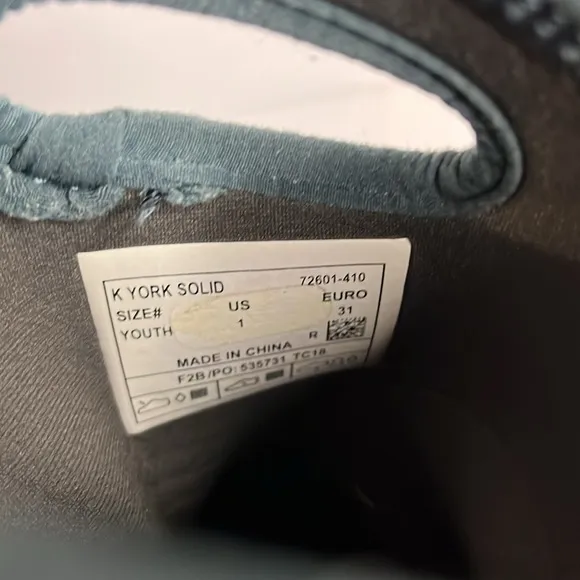 K YORK SOLID 72601-410
SIZE# US EURO
YOUTH 1 31
R
MADE IN CHINA
F2B/PO: 535731 TC18